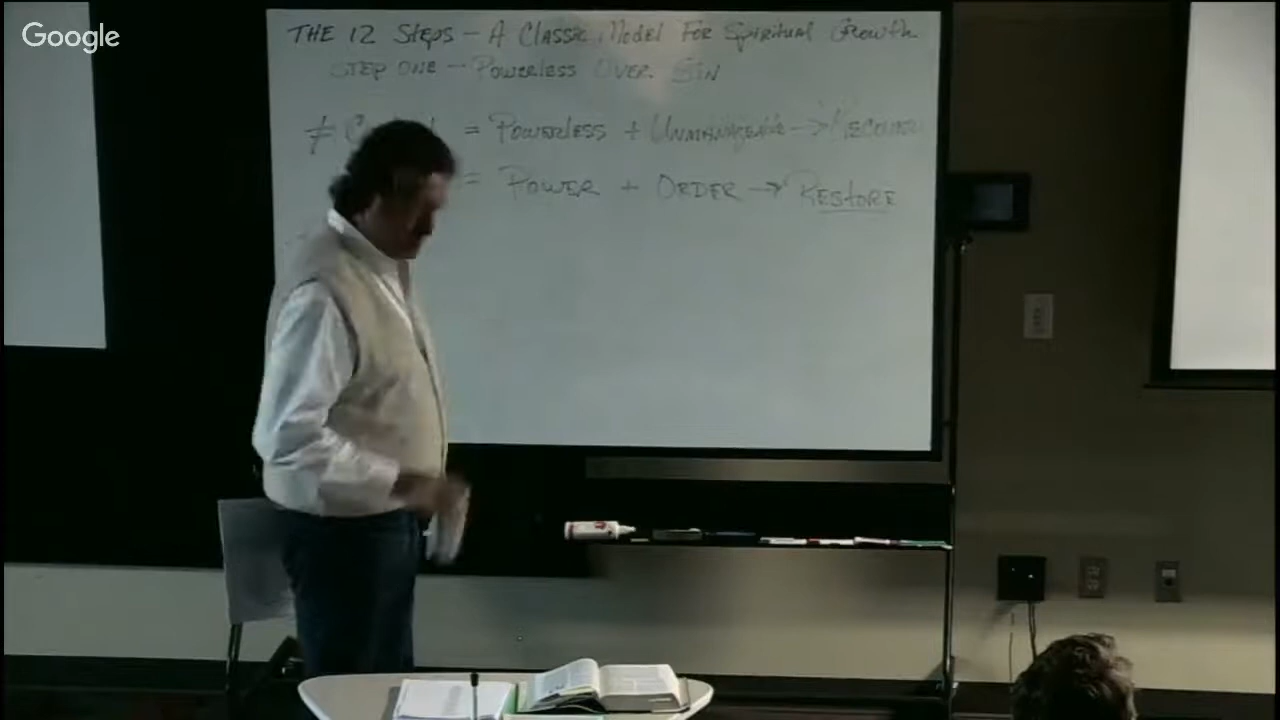 Google
THE 12 STEPS - A CLASSIC MODEL FOR SPIRITUAL GROWTH
STEP ONE - POWERLESS OVER SIN
≠ = POWERLESS + UNMANAGEABLE →
= POWER + ORDER → RESTORE